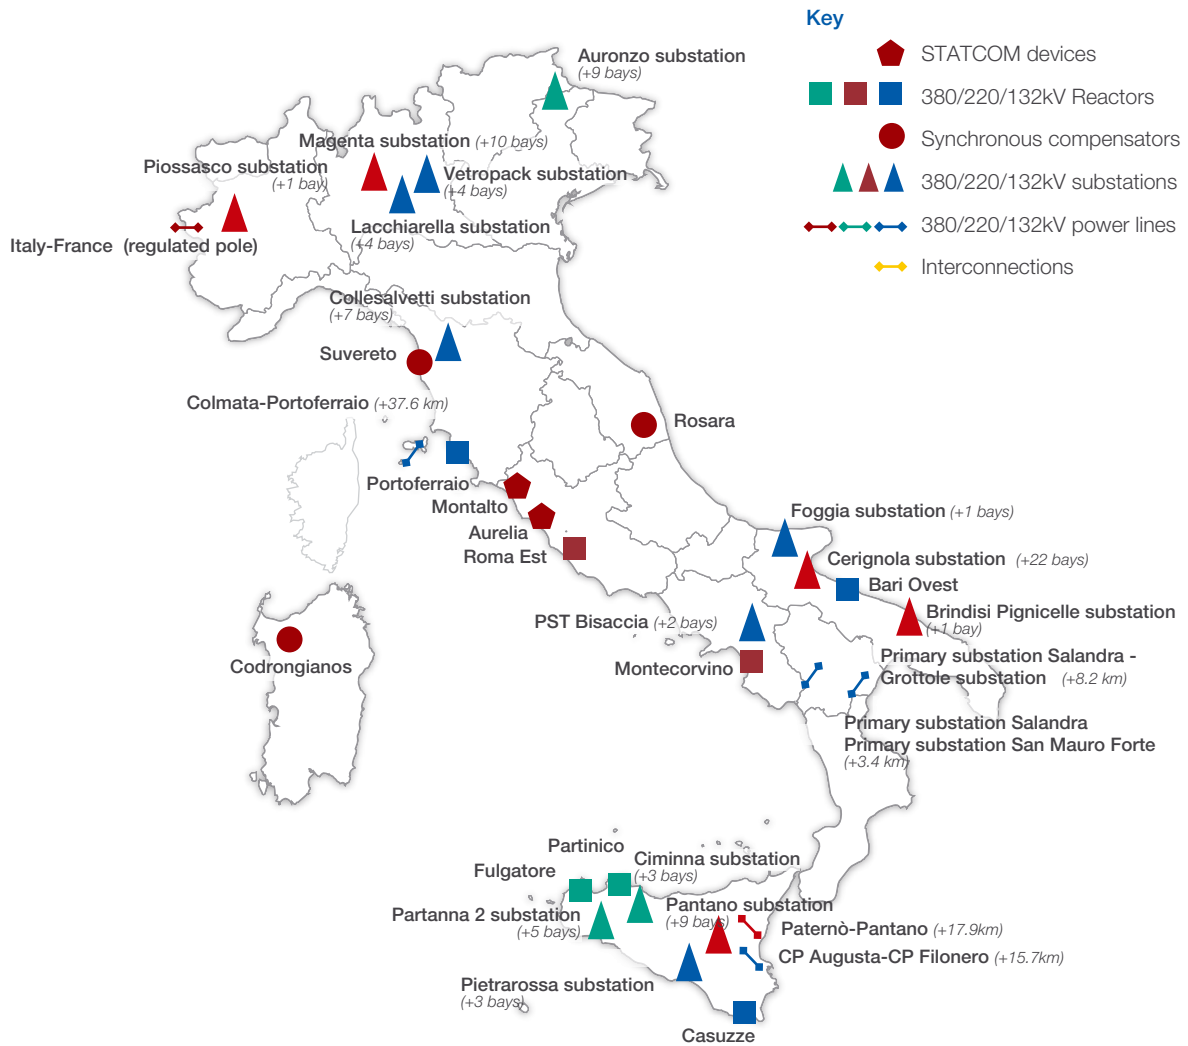 Key
STATCOM devices
380/220/132kV Reactors
Synchronous compensators
380/220/132kV substations
380/220/132kV power lines
Interconnections
Auronzo substation
(+9 bays)
Magenta substation (+10 bays)
Piossasco substation
(+1 bay)
Vetropack substation
(+4 bays)
Lacchiarella substation
(+4 bays)
Italy-France (regulated pole)
Collesalvetti substation
(+7 bays)
Suvereto
Colmata-Portoferraio (+37.6 km)
Rosara
Portoferraio
Montalto
Aurelia
Roma Est
Foggia substation (+1 bays)
Cerignola substation (+22 bays)
Bari Ovest
Brindisi Pignicelle substation
(+1 bay)
PST Bisaccia (+2 bays)
Montecorvino
Codrongianos
Primary substation Salandra -
Grottole substation (+8.2 km)
Primary substation Salandra
Primary substation San Mauro Forte
(+3.4 km)
Partinico
Fulgatore
Ciminna substation
(+3 bays)
Partanna 2 substation
(+5 bays)
Pantano substation
(+9 bays)
Paternò-Pantano (+17.9km)
CP Augusta-CP Filonero (+15.7km)
Pietrarossa substation
(+3 bays)
Casuzze